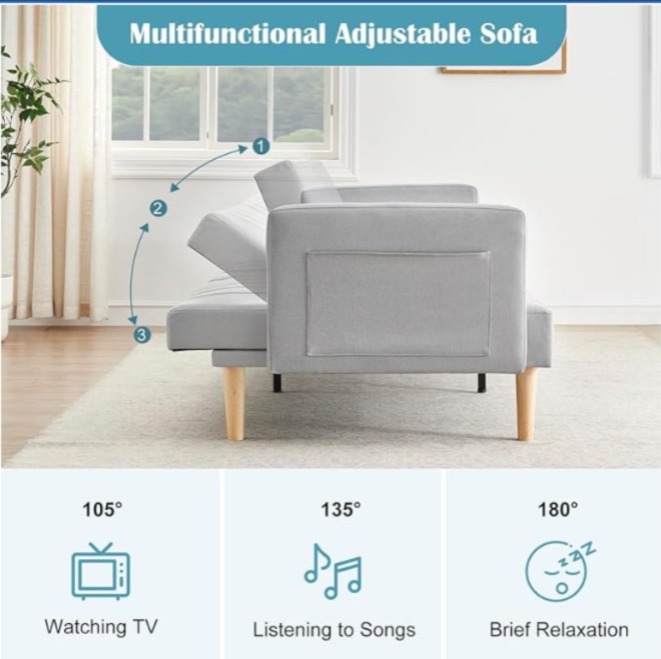 Multifunctional Adjustable Sofa
1
2
3
105° 135° 180°
Watching TV Listening to Songs Brief Relaxation